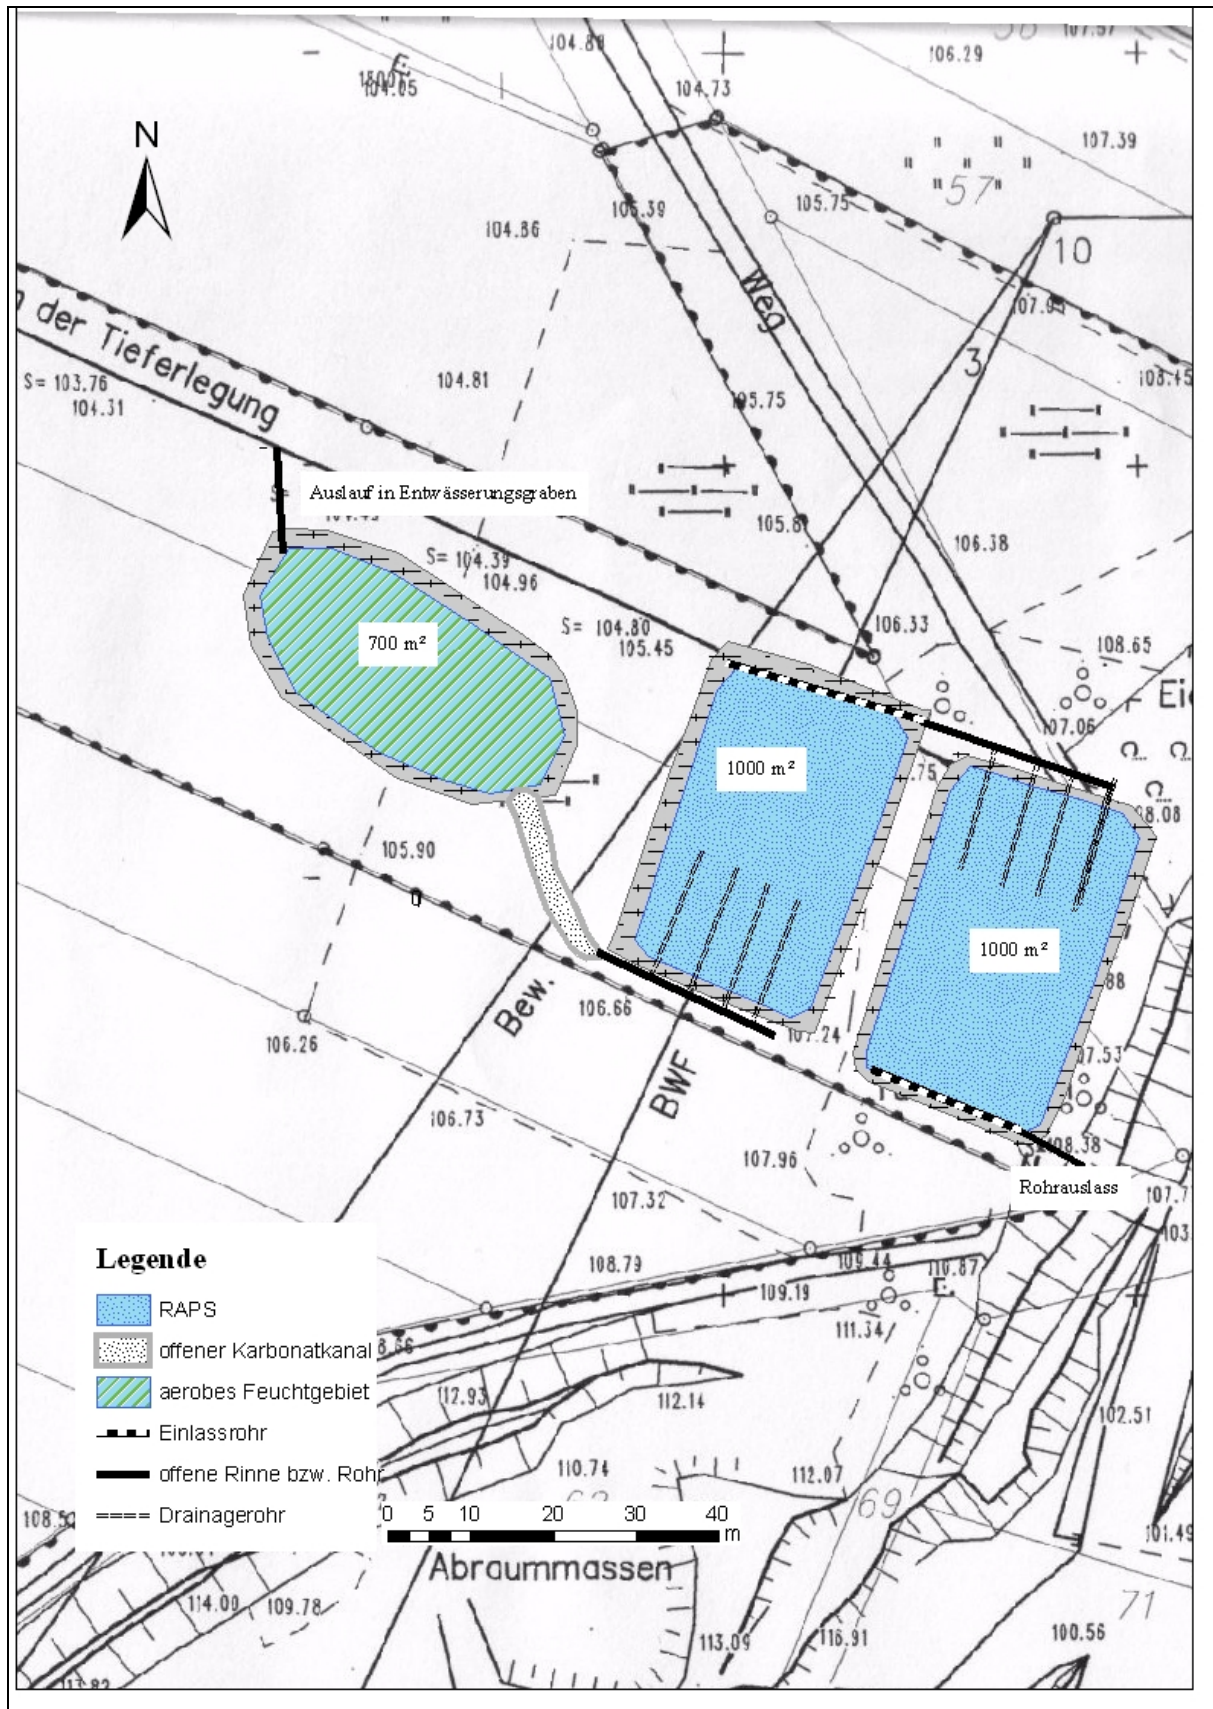 104.88
56
107.57
106.29
E.
104.05
104.73
N
107.39
57
105.39
105.75
104.86
10
Weg
3
n der Tieferlegung
S= 103.76
104.31
104.81
105.75
Auslauf in Entwässerungsgraben
105.8
106.38
S= 104.39
104.96
106.33
S= 104.80
105.45
108.65
700 m²
107.06
1000 m²
105.90
1000 m²
Bew.
106.66
107.24
106.26
BWF
106.73
108.38
107.96
Rohrauslass
107.32
Legende
108.79
109.44
110.87
109.19
E.
RAPS
111.34
offener Karbonatkanal
aerobes Feuchtgebiet
112.93
112.14
102.51
Einlassrohr
offene Rinne bzw. Rohr
110.74
112.07
69
Drainagerohr
0 5 10 20 30 40
m
101.49
Abraummassen
114.00
109.78
71
113.09
116.91
100.56